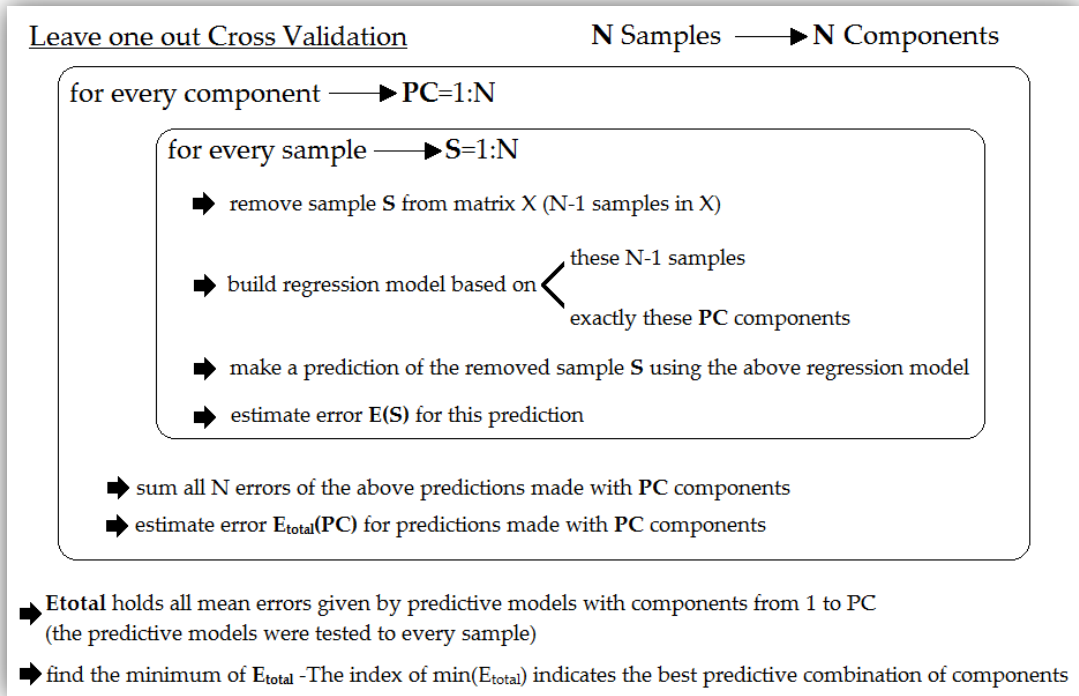 Leave one out Cross Validation
N Samples → N Components
for every component → PC=1:N
for every sample → S=1:N
remove sample S from matrix X (N-1 samples in X)
these N-1 samples
build regression model based on
exactly these PC components
make a prediction of the removed sample S using the above regression model
estimate error E(S) for this prediction
sum all N errors of the above predictions made with PC components
estimate error Etotal(PC) for predictions made with PC components
Etotal holds all mean errors given by predictive models with components from 1 to PC
(the predictive models were tested to every sample)
find the minimum of Etotal -The index of min(Etotal) indicates the best predictive combination of components